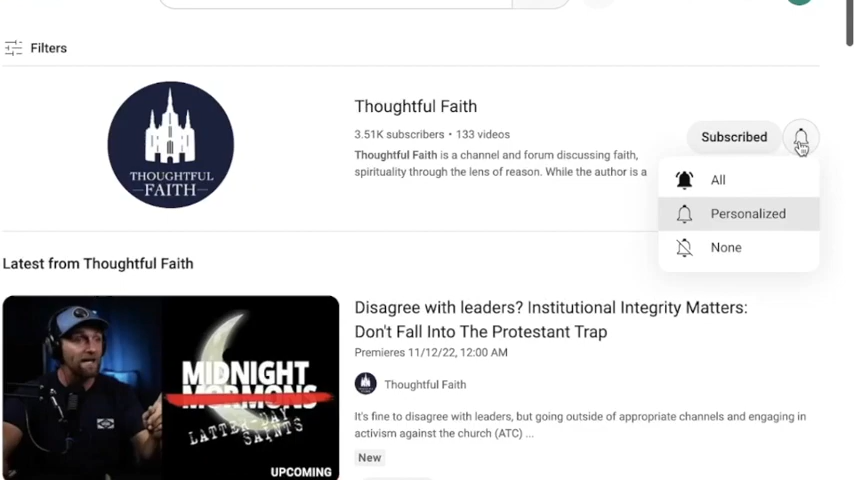 Filters
THOUGHTFUL
FAITH
Thoughtful Faith
3.51K subscribers • 133 videos
Thoughtful Faith is a channel and forum discussing faith,
spirituality through the lens of reason. While the author is a
Subscribed
All
Personalized
None
Latest from Thoughtful Faith
MIDNIGHT
MORMONS
LATTER-DAY
SAINTS
UPCOMING
Disagree with leaders? Institutional Integrity Matters:
Don't Fall Into The Protestant Trap
Premieres 11/12/22, 12:00 AM
Thoughtful Faith
It's fine to disagree with leaders, but going outside of appropriate channels and engaging in
activism against the church (ATC) ...
New